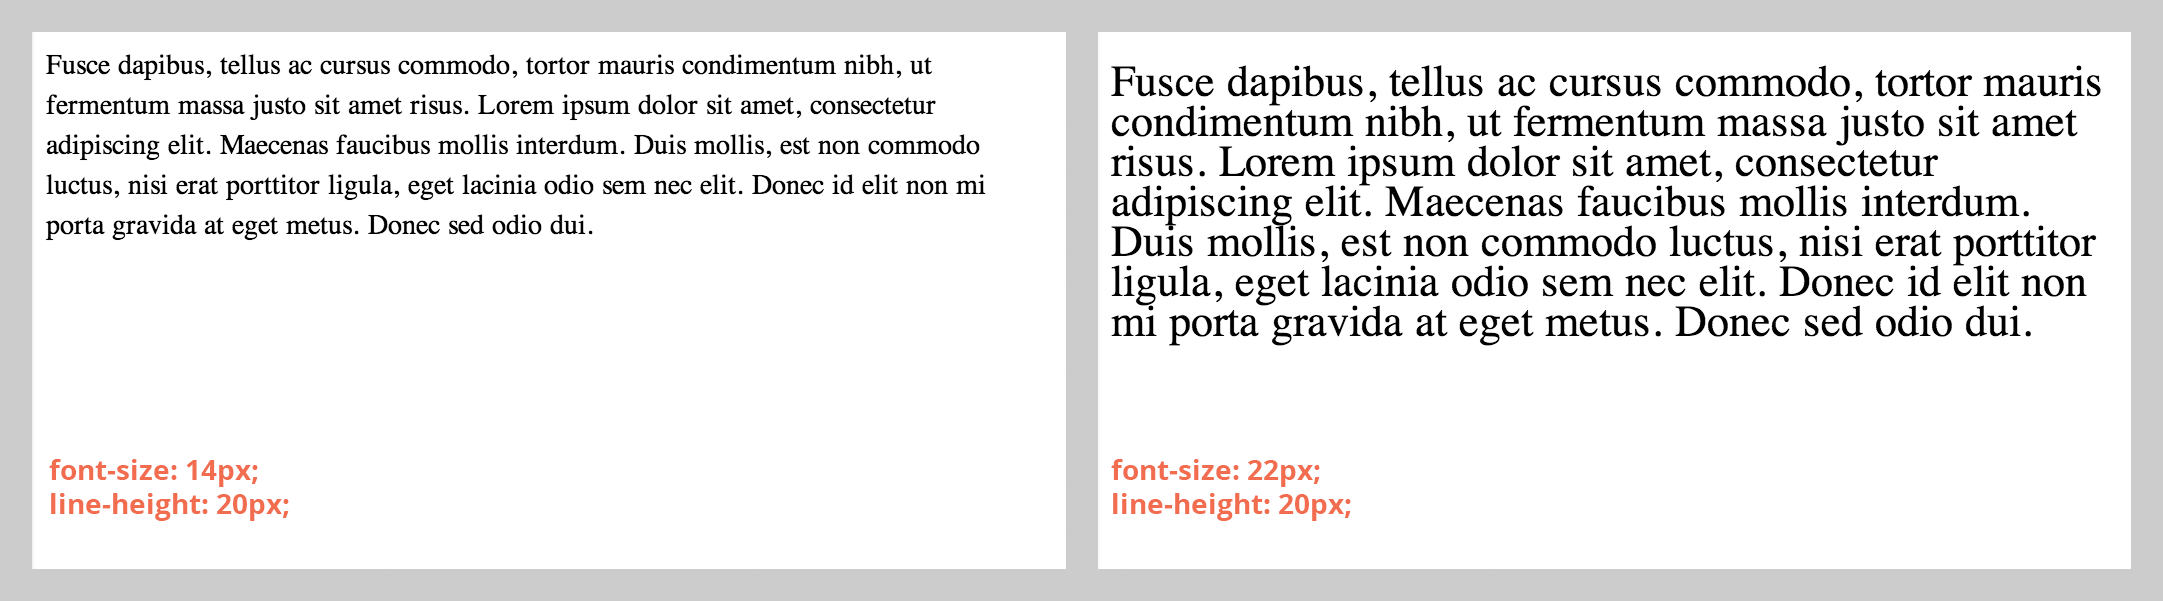 Fusce dapibus, tellus ac cursus commodo, tortor mauris condimentum nibh, ut
fermentum massa justo sit amet risus. Lorem ipsum dolor sit amet, consectetur
adipiscing elit. Maecenas faucibus mollis interdum. Duis mollis, est non commodo
luctus, nisi erat porttitor ligula, eget lacinia odio sem nec elit. Donec id elit non mi
porta gravida at eget metus. Donec sed odio dui.
font-size: 14px;
line-height: 20px;
Fusce dapibus, tellus ac cursus commodo, tortor mauris
condimentum nibh, ut fermentum massa justo sit amet
risus. Lorem ipsum dolor sit amet, consectetur
adipiscing elit. Maecenas faucibus mollis interdum.
Duis mollis, est non commodo luctus, nisi erat porttitor
ligula, eget lacinia odio sem nec elit. Donec id elit non
mi porta gravida at eget metus. Donec sed odio dui.
font-size: 22px;
line-height: 20px;